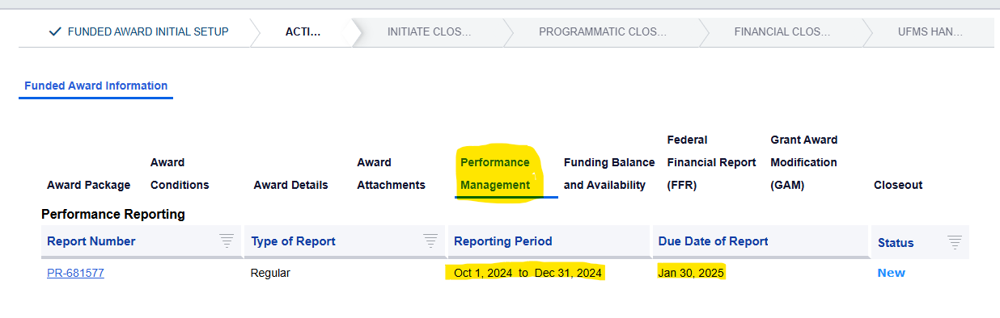 FUNDED AWARD INITIAL SETUP
ACTI...
INITIATE CLOS...
PROGRAMMATIC CLOS...
FINANCIAL CLOS...
UFMS HAN...
Funded Award Information
Award Package
Award
Conditions
Award Details
Award
Attachments
Performance
Management
Funding Balance
and Availability
Federal
Financial Report
(FFR)
Grant Award
Modification
(GAM)
Closeout
Performance Reporting
Report Number
Type of Report
Reporting Period
Due Date of Report
Status
PR-681577
Regular
Oct 1, 2024 to Dec 31, 2024
Jan 30, 2025
New